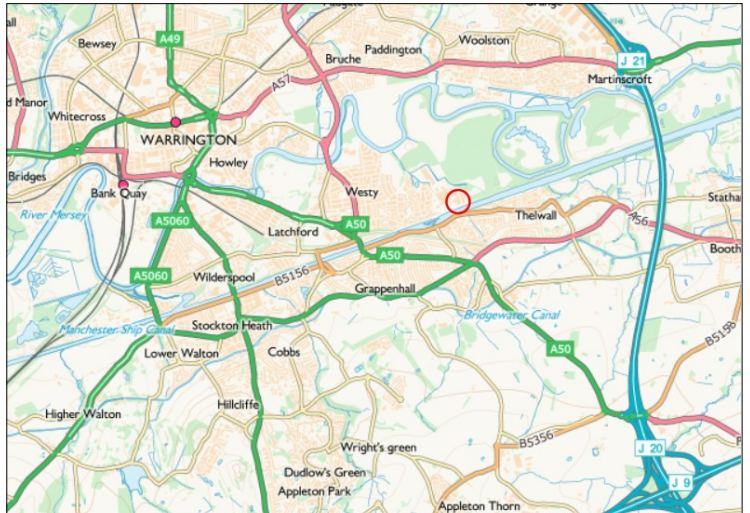 Grange
Woolston
A49
Bewsey
Paddington
Bruche
J 21
Martinscroft
A57
d Manor
Whitecross
WARRINGTON
Howley
Bridges
Bank Quay
Westy
Statha
River Mersey
A5060
A50
Thelwall
A56
Latchford
Booth
A50
A5060
Wilderspool
B5156
Grappenhall
Bridgewater Canal
Manchester Ship Canal
Stockton Heath
B5158
Lower Walton
Cobbs
A50
Hillcliffe
Higher Walton
Wright's green
B5356
J 20
Dudlow's Green
J 9
Appleton Park
Appleton Thorn